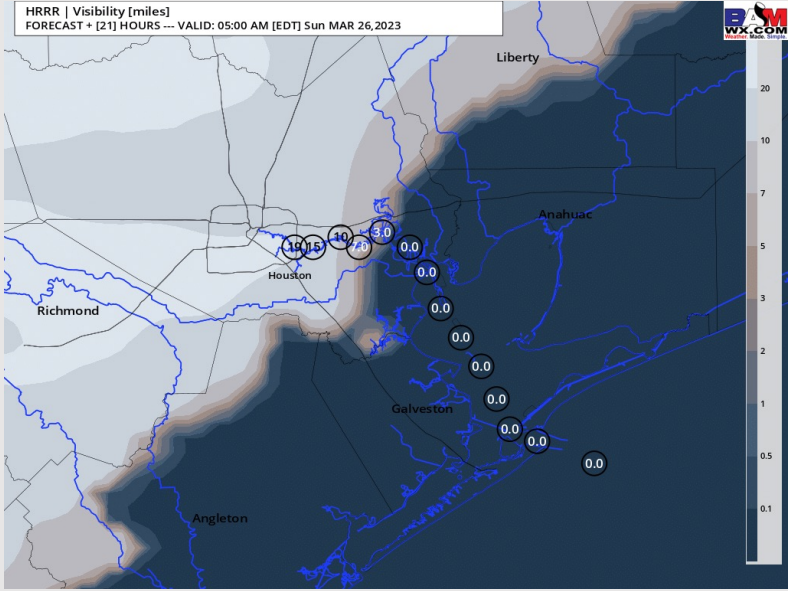 HRRR | Visibility [miles]
FORECAST + [21] HOURS --- VALID: 05:00 AM [EDT] Sun MAR 26,2023
BAM
WX.COM
Weather. Made. Simple.
Liberty
20
10
7
5
3
2
1
0.5
0.1
Anahuac
19 15 10 7.0 3.0 0.0
Houston
0.0
Richmond
0.0
0.0
0.0
0.0
Galveston
0.0
0.0
0.0
Angleton